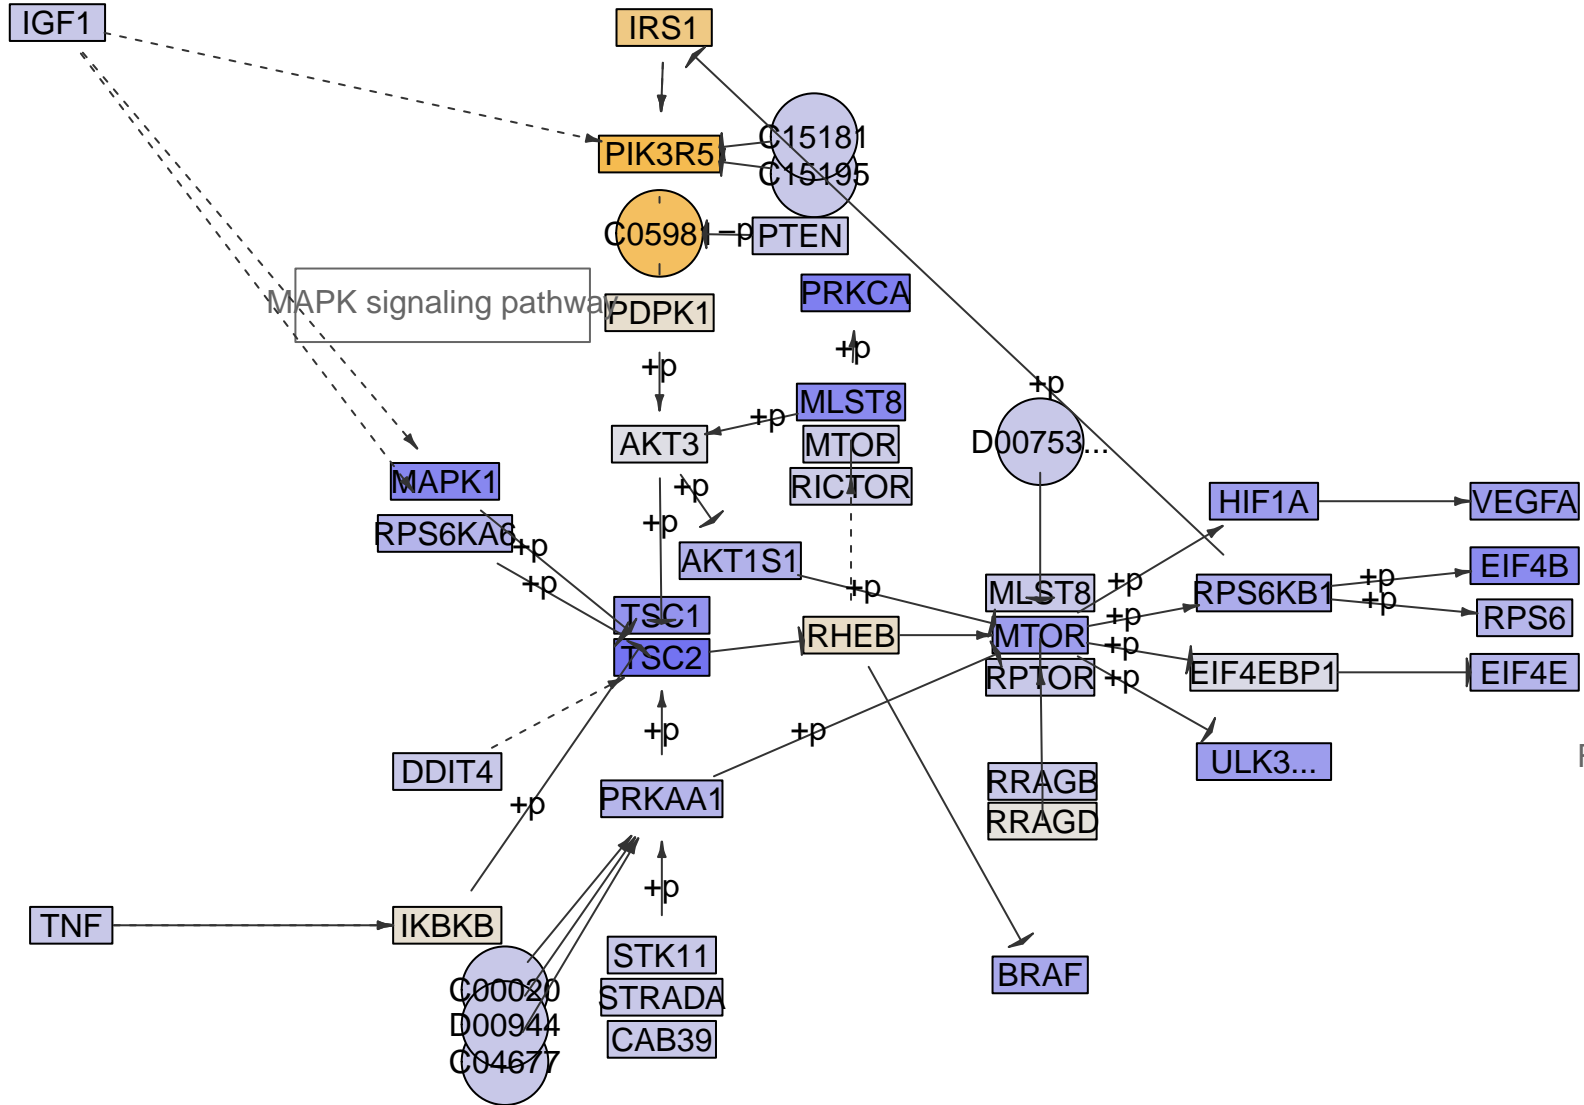 IGF1
IRS1
C15181
PIK3R5
C15195
C0598
-p
PTEN
PRKCA
MAPK signaling pathway
PDPK1
+p
+p
+p
MLST8
+p
AKT3
MTOR
D00753...
MAPK1
RICTOR
+p
HIF1A
VEGFA
+p
RPS6KA6
+p
AKT1S1
EIF4B
+p
+p
+p
+p
MLST8
RPS6KB1
+p
RPS6
TSC1
+p
RHEB
MTOR
+p
TSC2
EIF4EBP1
EIF4E
RPTOR
+p
+p
+p
DDIT4
ULK3...
RRAGB
PRKAA1
+p
RRAGD
+p
TNF
IKBKB
STK11
BRAF
C00020
STRADA
D00944
CAB39
C04677